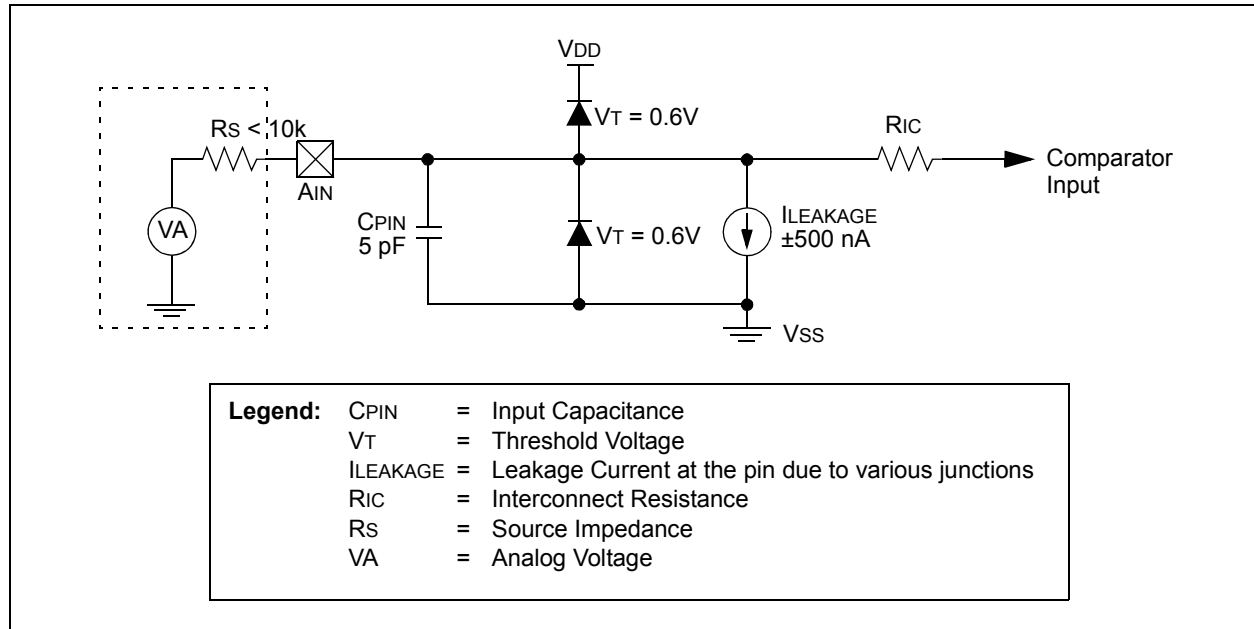 VDD
VT = 0.6V
RS < 10k
RIC
AIN
Comparator
Input
VA
CPIN
5 pF
VT = 0.6V
ILEAKAGE
±500 nA
VSS
Legend: CPIN = Input Capacitance
VT = Threshold Voltage
ILEAKAGE = Leakage Current at the pin due to various junctions
RIC = Interconnect Resistance
RS = Source Impedance
VA = Analog Voltage